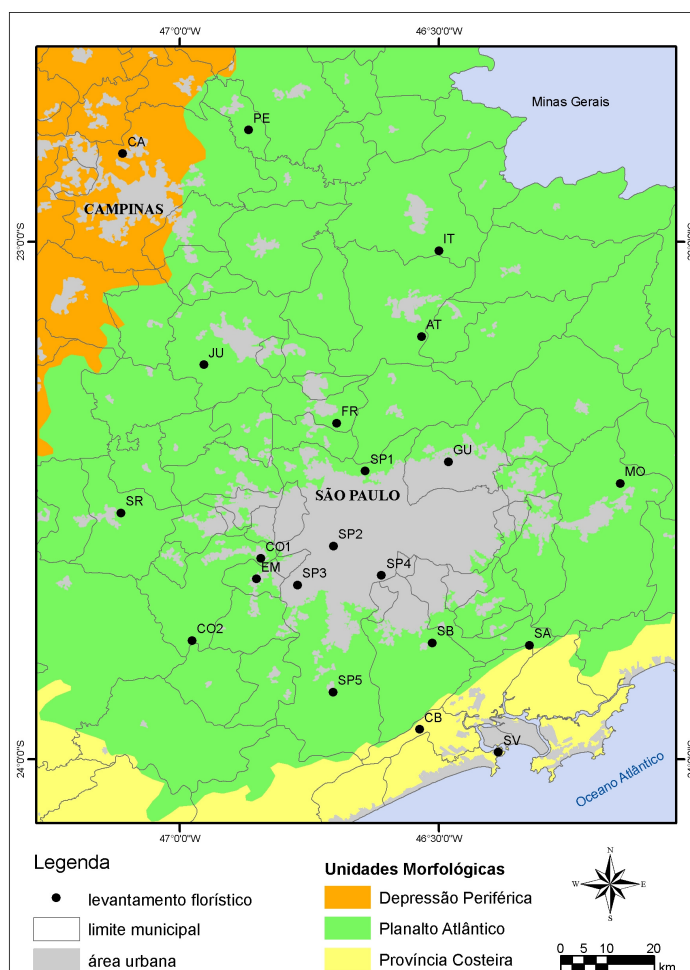 47°0'0"W 46°30'0"W
Minas Gerais
PE
CA
CAMPINAS
IT
23°0'0"S
AT
JU
FR
GU
SP1
MO
SÃO PAULO
SR
SP2
CO1
EM
SP3
SP4
CO2
SB
SA
SP5
CB
SV
24°0'0"S
Oceano Atlântico
47°0'0"W 46°30'0"W
Legenda
levantamento florístico
limite municipal
área urbana
Unidades Morfológicas
Depressão Periférica
Planalto Atlântico
Província Costeira
N
W E
S
0 5 10 20
km